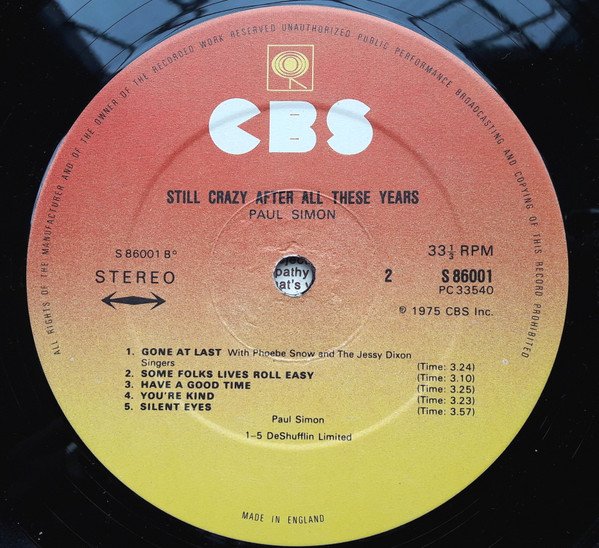 ALL RIGHTS OF THE MANUFACTURER AND OF THE OWNER OF THE RECORDED WORK RESERVED UNAUTHORIZED PUBLIC PERFORMANCE BROADCASTING AND COPYING OF THIS RECORD PROHIBITED
CBS
STILL CRAZY AFTER ALL THESE YEARS
PAUL SIMON
S 86001 B°
STEREO
pathy
2
33⅓ RPM
S 86001
PC 33540
℗ 1975 CBS Inc.
1. GONE AT LAST With Phoebe Snow and The Jessy Dixon
Singers (Time: 3.24)
2. SOME FOLKS LIVES ROLL EASY (Time: 3.10)
3. HAVE A GOOD TIME (Time: 3.25)
4. YOU'RE KIND (Time: 3.23)
5. SILENT EYES (Time: 3.57)
Paul Simon
1–5 DeShufflin Limited
MADE IN ENGLAND